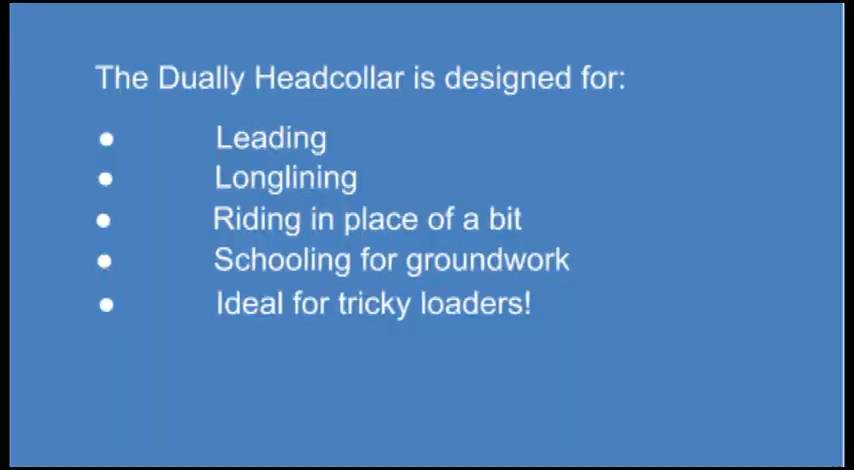 The Dually Headcollar is designed for:
● Leading
● Longlining
● Riding in place of a bit
● Schooling for groundwork
● Ideal for tricky loaders!